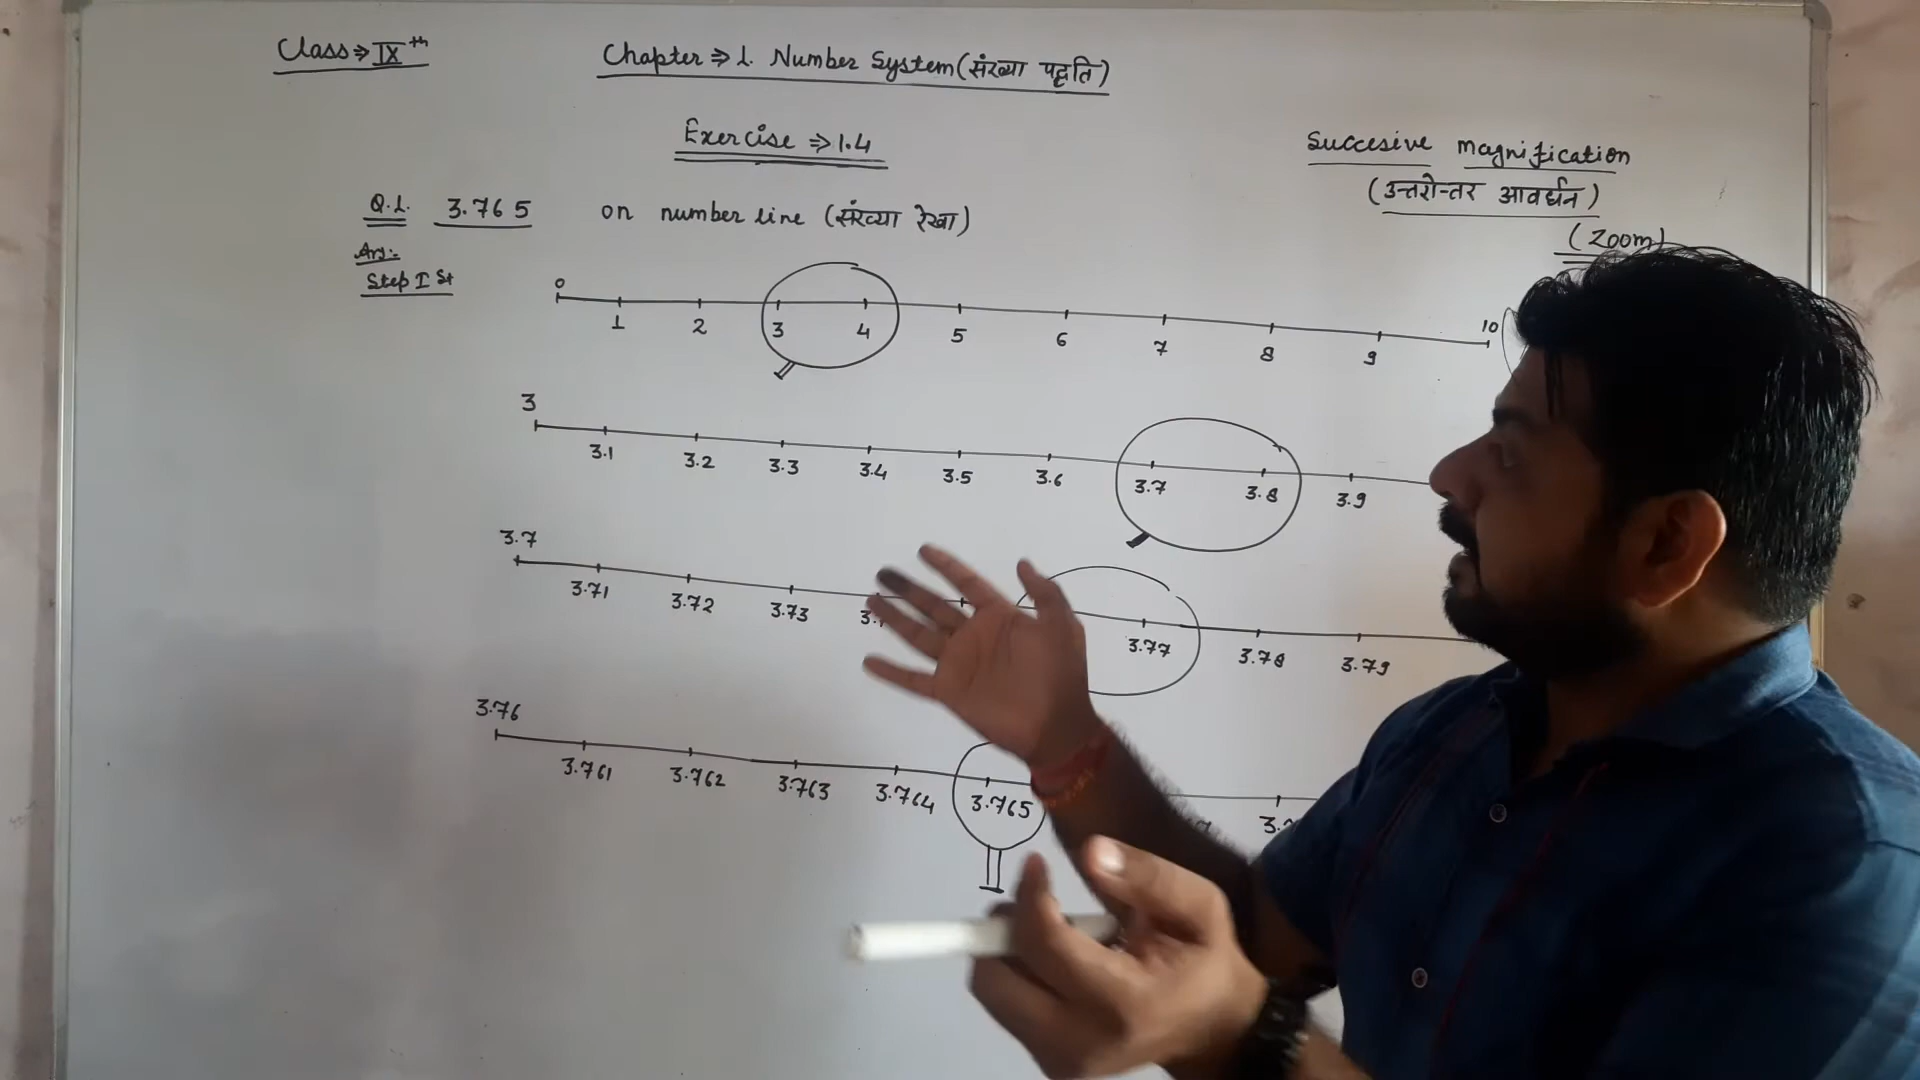 Class ⇒ IXth
Chapter ⇒ 1. Number System (संख्या पद्धति)
Exercise ⇒ 1.4
Succesive magnification
(उत्तरोत्तर आवर्धन)
(Zoom)
Q.1. 3.765 on number line (संख्या रेखा)
Ans:-
Step I st
0 1 2 3 4 5 6 7 8 9 10
3 3.1 3.2 3.3 3.4 3.5 3.6 3.7 3.8 3.9
3.7 3.71 3.72 3.73 3.77 3.78 3.79
3.76 3.761 3.762 3.763 3.764 3.765